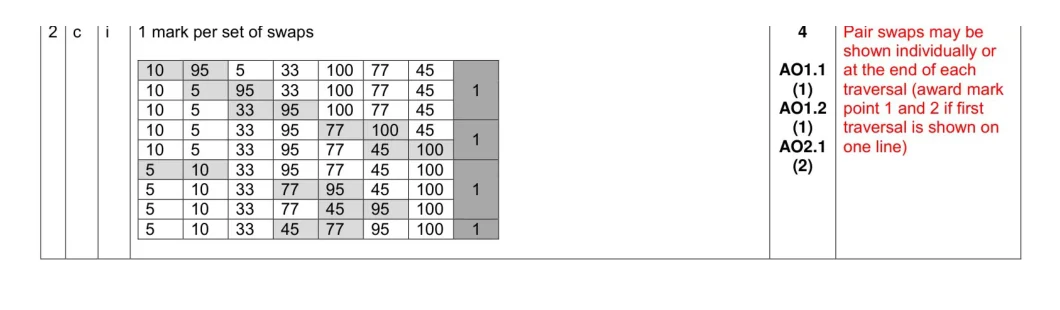 2 c i 1 mark per set of swaps 4 Pair swaps may be
shown individually or
10 95 5 33 100 77 45 AO1.1 at the end of each
10 5 95 33 100 77 45 1 (1) traversal (award mark
10 5 33 95 100 77 45 AO1.2 point 1 and 2 if first
10 5 33 95 77 100 45 (1) traversal is shown on
10 5 33 95 77 45 100 1 AO2.1 one line)
5 10 33 95 77 45 100 (2)
5 10 33 77 95 45 100 1
5 10 33 77 45 95 100
5 10 33 45 77 95 100 1